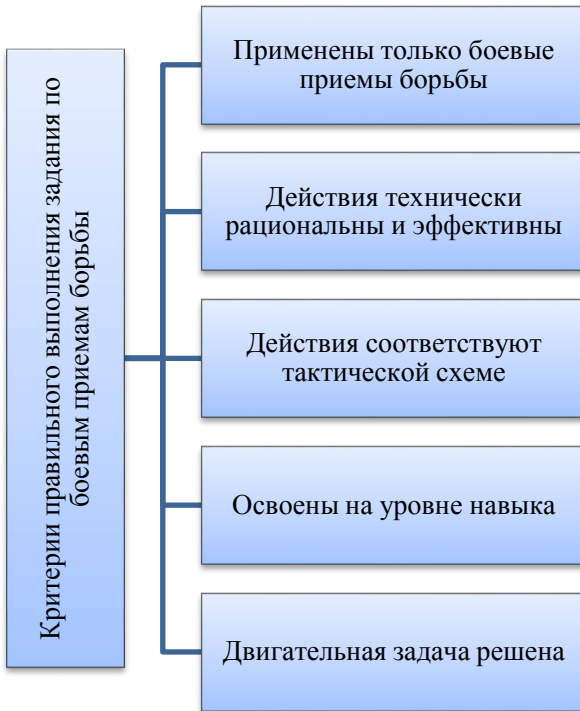 Критерии правильного выполнения задания по
боевым приемам борьбы
Применены только боевые
приемы борьбы
Действия технически
рациональны и эффективны
Действия соответствуют
тактической схеме
Освоены на уровне навыка
Двигательная задача решена